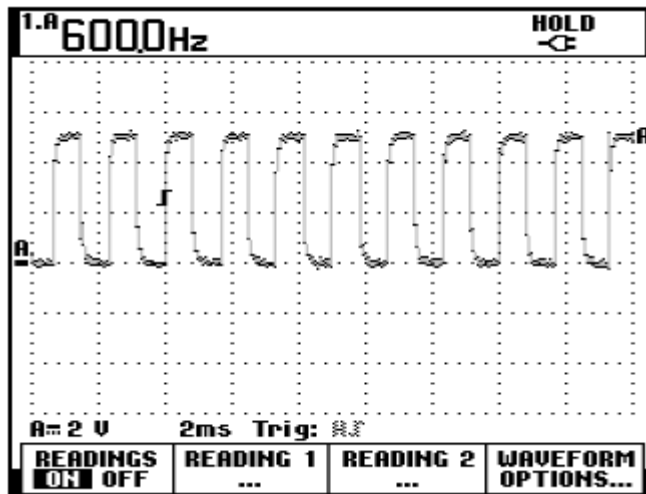 1.A 600.0Hz HOLD
A
A
A=2 V 2ms Trig: A
READINGS READING 1 READING 2 WAVEFORM
ON OFF ... ... OPTIONS...